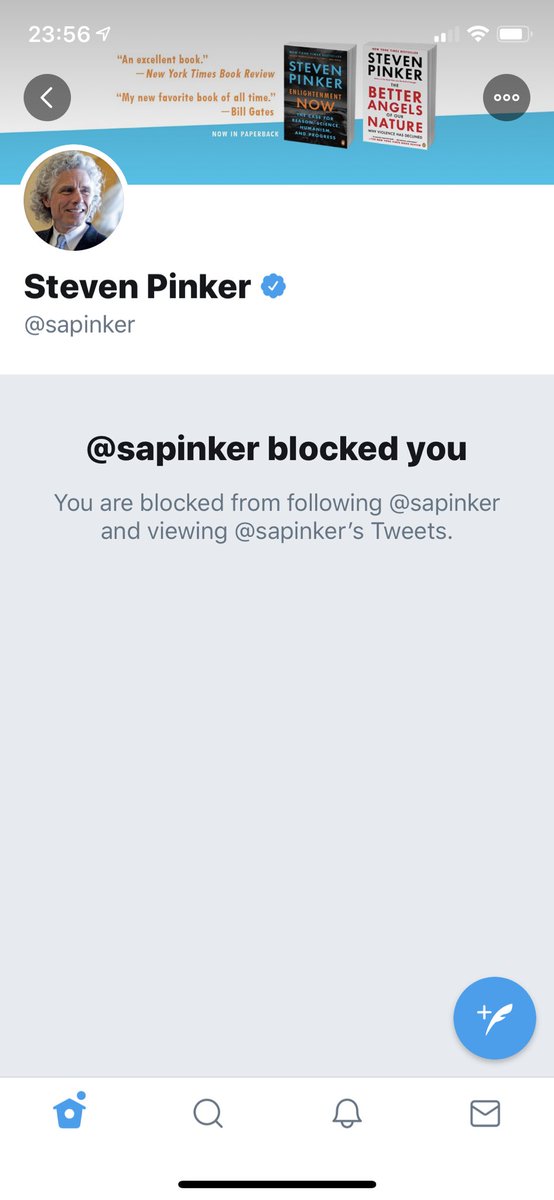 23:56
“An excellent book.”
—New York Times Book Review
“My new favorite book of all time.”
—Bill Gates
NOW IN PAPERBACK
STEVEN
PINKER
ENLIGHTENMENT
NOW
THE CASE FOR
REASON, SCIENCE,
HUMANISM,
AND PROGRESS
STEVEN
PINKER
THE
BETTER
ANGELS
OF OUR
NATURE
WHY VIOLENCE HAS DECLINED
Steven Pinker
@sapinker
@sapinker blocked you
You are blocked from following @sapinker
and viewing @sapinker’s Tweets.